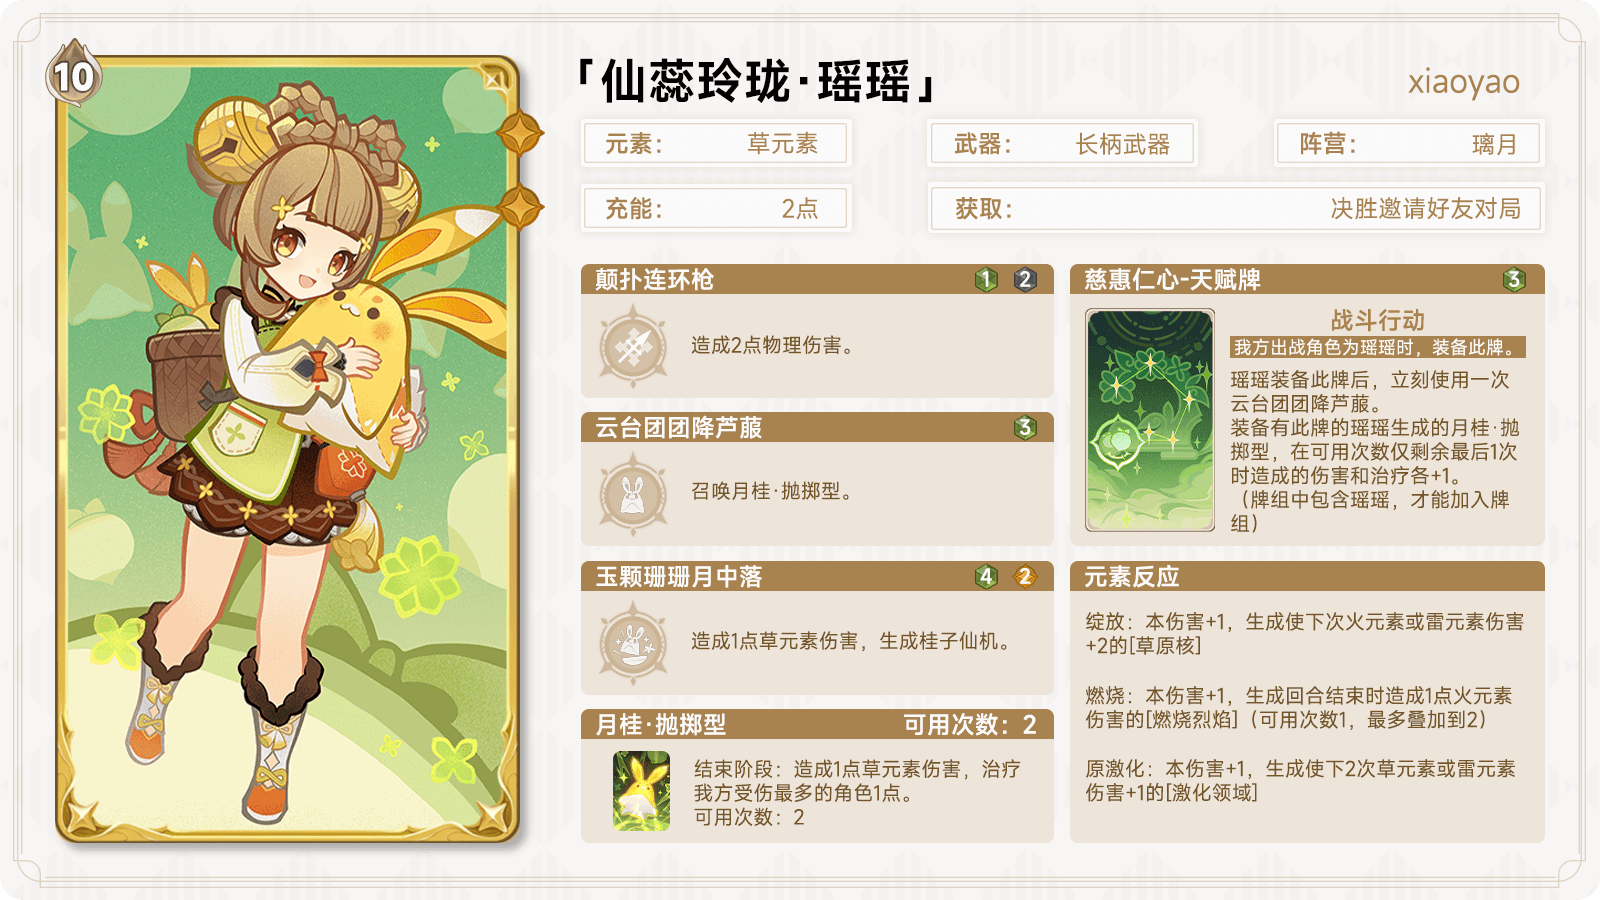 10
「仙蕊玲珑·瑶瑶」
xiaoyao
元素： 草元素
武器： 长柄武器
阵营： 璃月
充能： 2点
获取： 决胜邀请好友对局
颠扑连环枪 1 2
造成2点物理伤害。
云台团团降芦菔 3
召唤月桂·抛掷型。
玉颗珊珊月中落 4 2
造成1点草元素伤害，生成桂子仙机。
月桂·抛掷型 可用次数：2
结束阶段：造成1点草元素伤害，治疗
我方受伤最多的角色1点。
可用次数：2
慈惠仁心-天赋牌 3
战斗行动
我方出战角色为瑶瑶时，装备此牌。
瑶瑶装备此牌后，立刻使用一次
云台团团降芦菔。
装备有此牌的瑶瑶生成的月桂·抛
掷型，在可用次数仅剩余最后1次
时造成的伤害和治疗各+1。
（牌组中包含瑶瑶，才能加入牌
组）
元素反应
绽放：本伤害+1，生成使下次火元素或雷元素伤害
+2的[草原核]
燃烧：本伤害+1，生成回合结束时造成1点火元素
伤害的[燃烧烈焰]（可用次数1，最多叠加到2）
原激化：本伤害+1，生成使下2次草元素或雷元素
伤害+1的[激化领域]